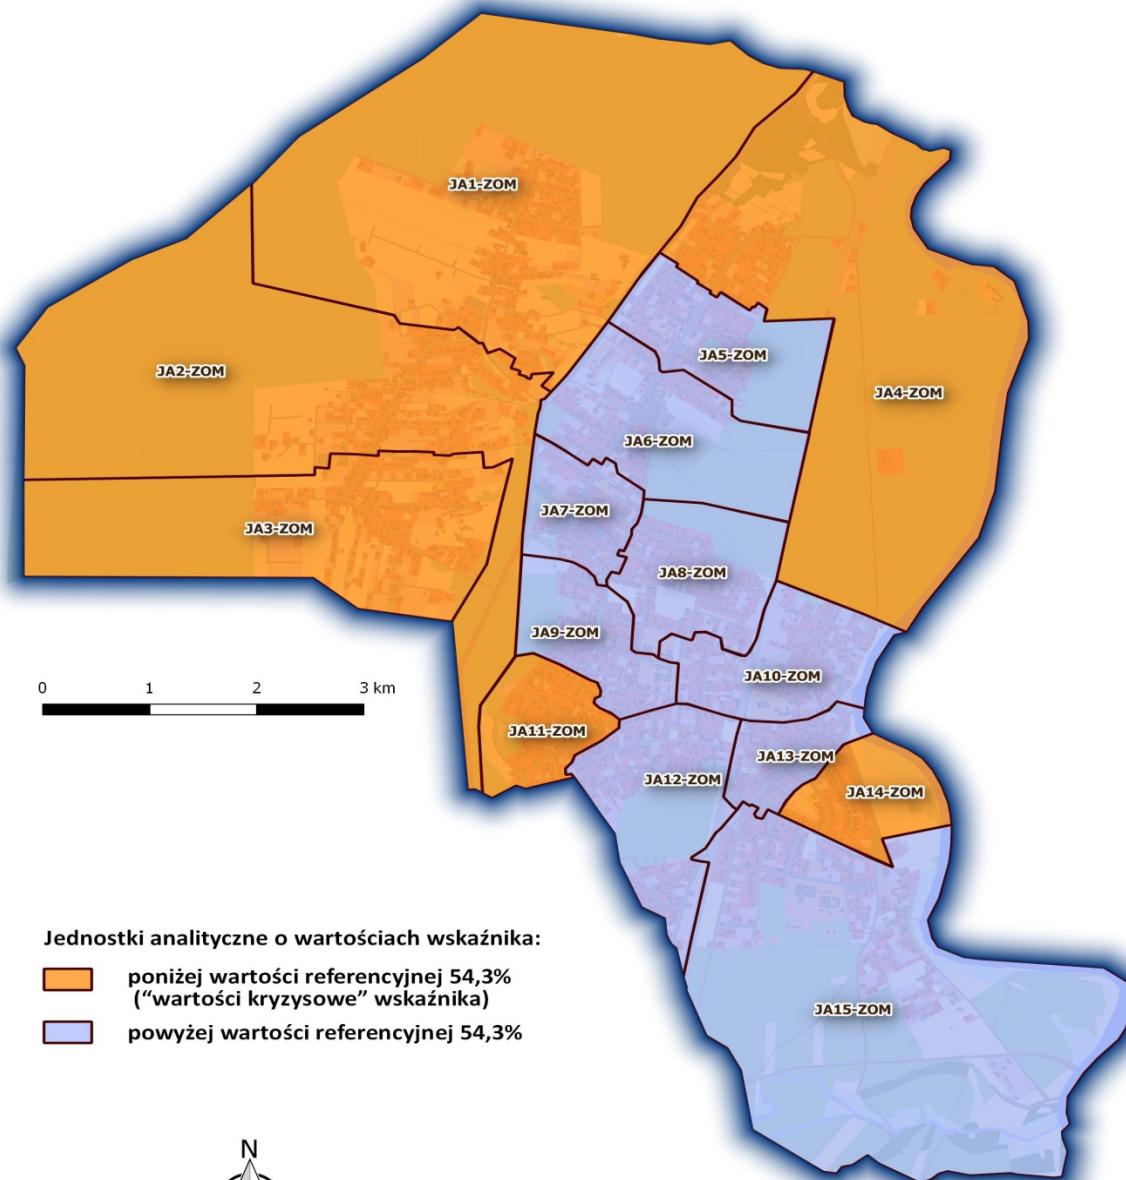 JA1-ZOM
JA5-ZOM
JA2-ZOM
JA4-ZOM
JA6-ZOM
JA7-ZOM
JA3-ZOM
JA8-ZOM
JA9-ZOM
JA10-ZOM
0 1 2 3 km
JA11-ZOM
JA13-ZOM
JA12-ZOM
JA14-ZOM
Jednostki analityczne o wartościach wskaźnika:
poniżej wartości referencyjnej 54,3%
(“wartości kryzysowe” wskaźnika)
JA15-ZOM
powyżej wartości referencyjnej 54,3%
N